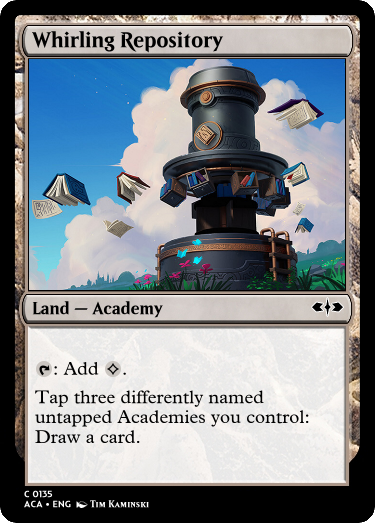 Whirling Repository
Land — Academy
: Add .
Tap three differently named
untapped Academies you control:
Draw a card.
C 0135
ACA • ENG Tim Kaminski